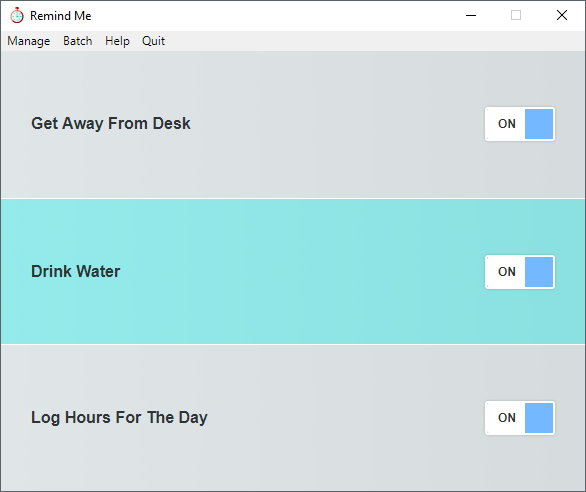 Remind Me
Manage Batch Help Quit
Get Away From Desk ON
Drink Water ON
Log Hours For The Day ON